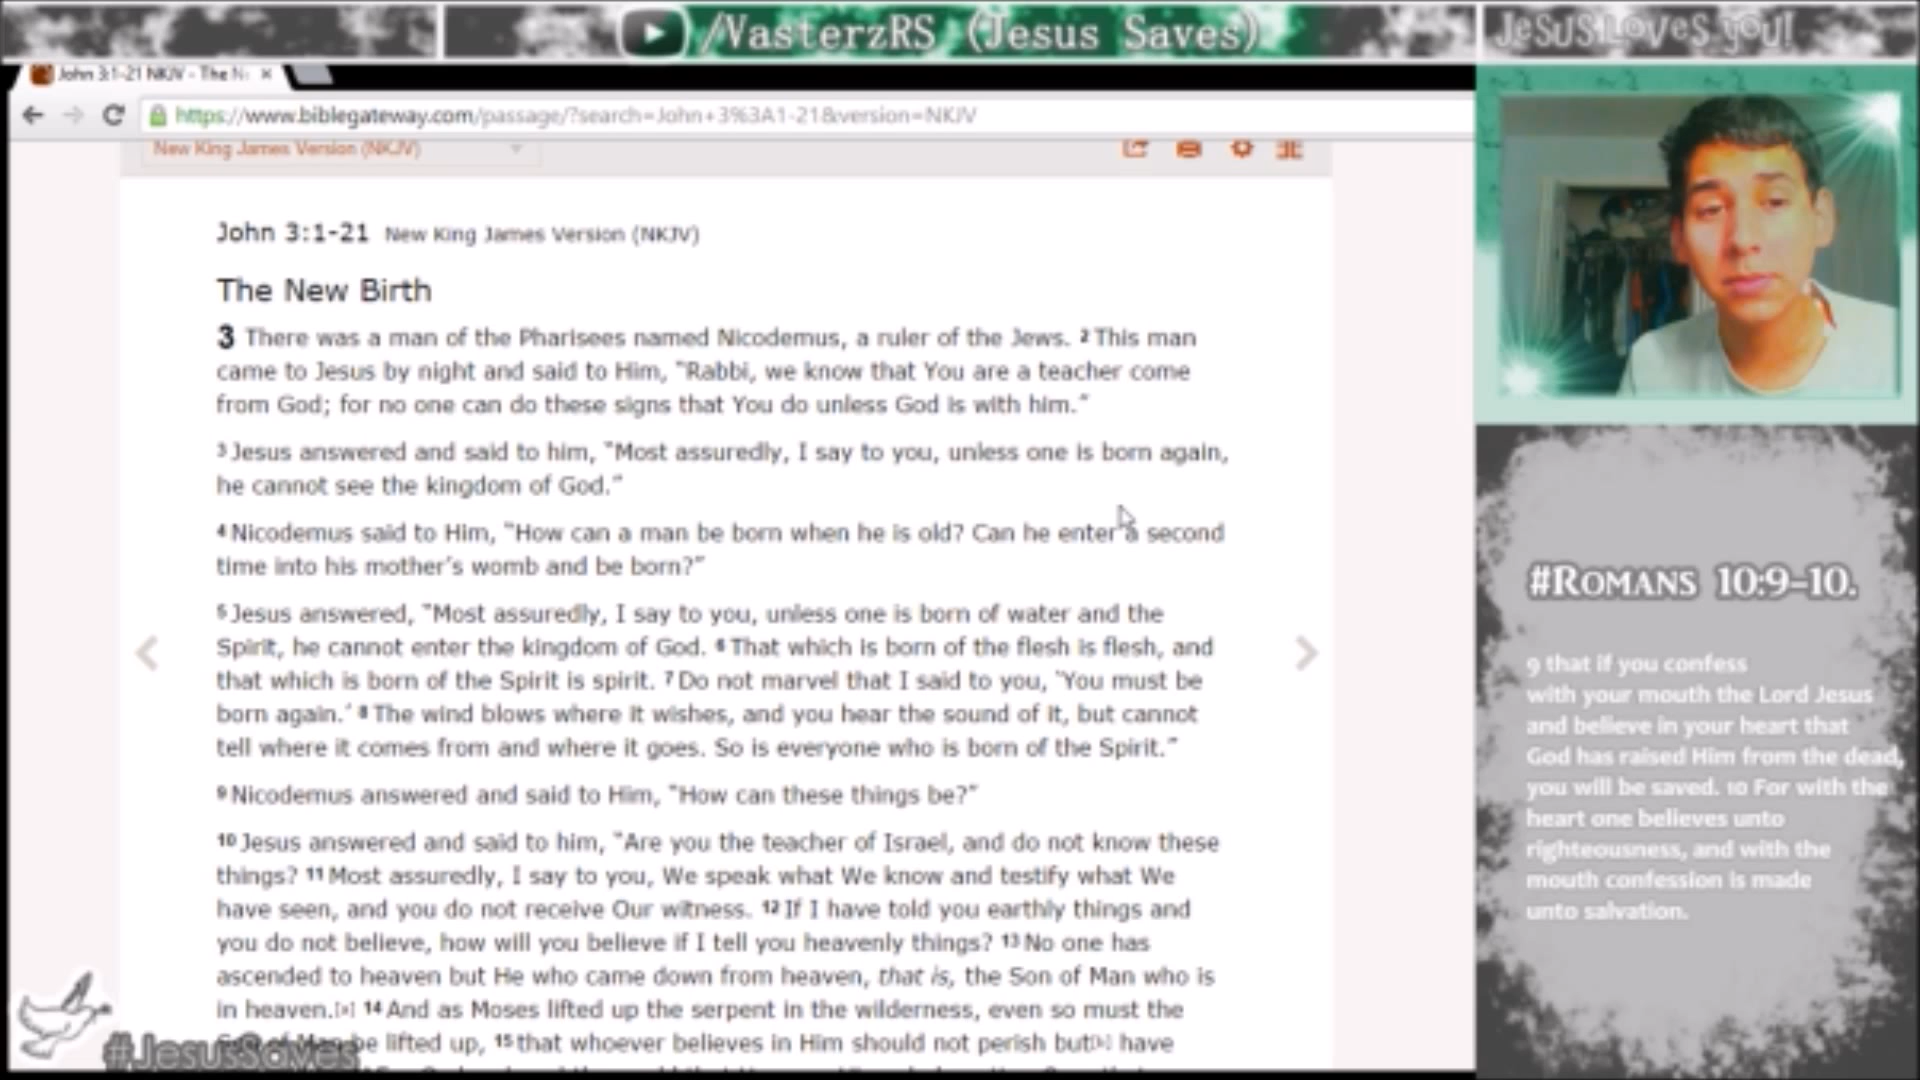 /VasterzRS (Jesus Saves)
JESUS LOVES YOU!
John 3:1-21 NKJV - The N
https://www.biblegateway.com/passage/?search=John+3%3A1-21&version=NKJV
New King James Version (NKJV)
John 3:1-21 New King James Version (NKJV)
The New Birth
3 There was a man of the Pharisees named Nicodemus, a ruler of the Jews. 2 This man
came to Jesus by night and said to Him, "Rabbi, we know that You are a teacher come
from God; for no one can do these signs that You do unless God is with him."
3 Jesus answered and said to him, "Most assuredly, I say to you, unless one is born again,
he cannot see the kingdom of God."
4 Nicodemus said to Him, "How can a man be born when he is old? Can he enter a second
time into his mother's womb and be born?"
5 Jesus answered, "Most assuredly, I say to you, unless one is born of water and the
Spirit, he cannot enter the kingdom of God. 6 That which is born of the flesh is flesh, and
that which is born of the Spirit is spirit. 7 Do not marvel that I said to you, 'You must be
born again.' 8 The wind blows where it wishes, and you hear the sound of it, but cannot
tell where it comes from and where it goes. So is everyone who is born of the Spirit."
9 Nicodemus answered and said to Him, "How can these things be?"
10 Jesus answered and said to him, "Are you the teacher of Israel, and do not know these
things? 11 Most assuredly, I say to you, We speak what We know and testify what We
have seen, and you do not receive Our witness. 12 If I have told you earthly things and
you do not believe, how will you believe if I tell you heavenly things? 13 No one has
ascended to heaven but He who came down from heaven, that is, the Son of Man who is
in heaven.[a] 14 And as Moses lifted up the serpent in the wilderness, even so must the
Son of Man be lifted up, 15 that whoever believes in Him should not perish but[b] have
#JesusSaves
#ROMANS 10:9-10.
9 that if you confess
with your mouth the Lord Jesus
and believe in your heart that
God has raised Him from the dead,
you will be saved. 10 For with the
heart one believes unto
righteousness, and with the
mouth confession is made
unto salvation.